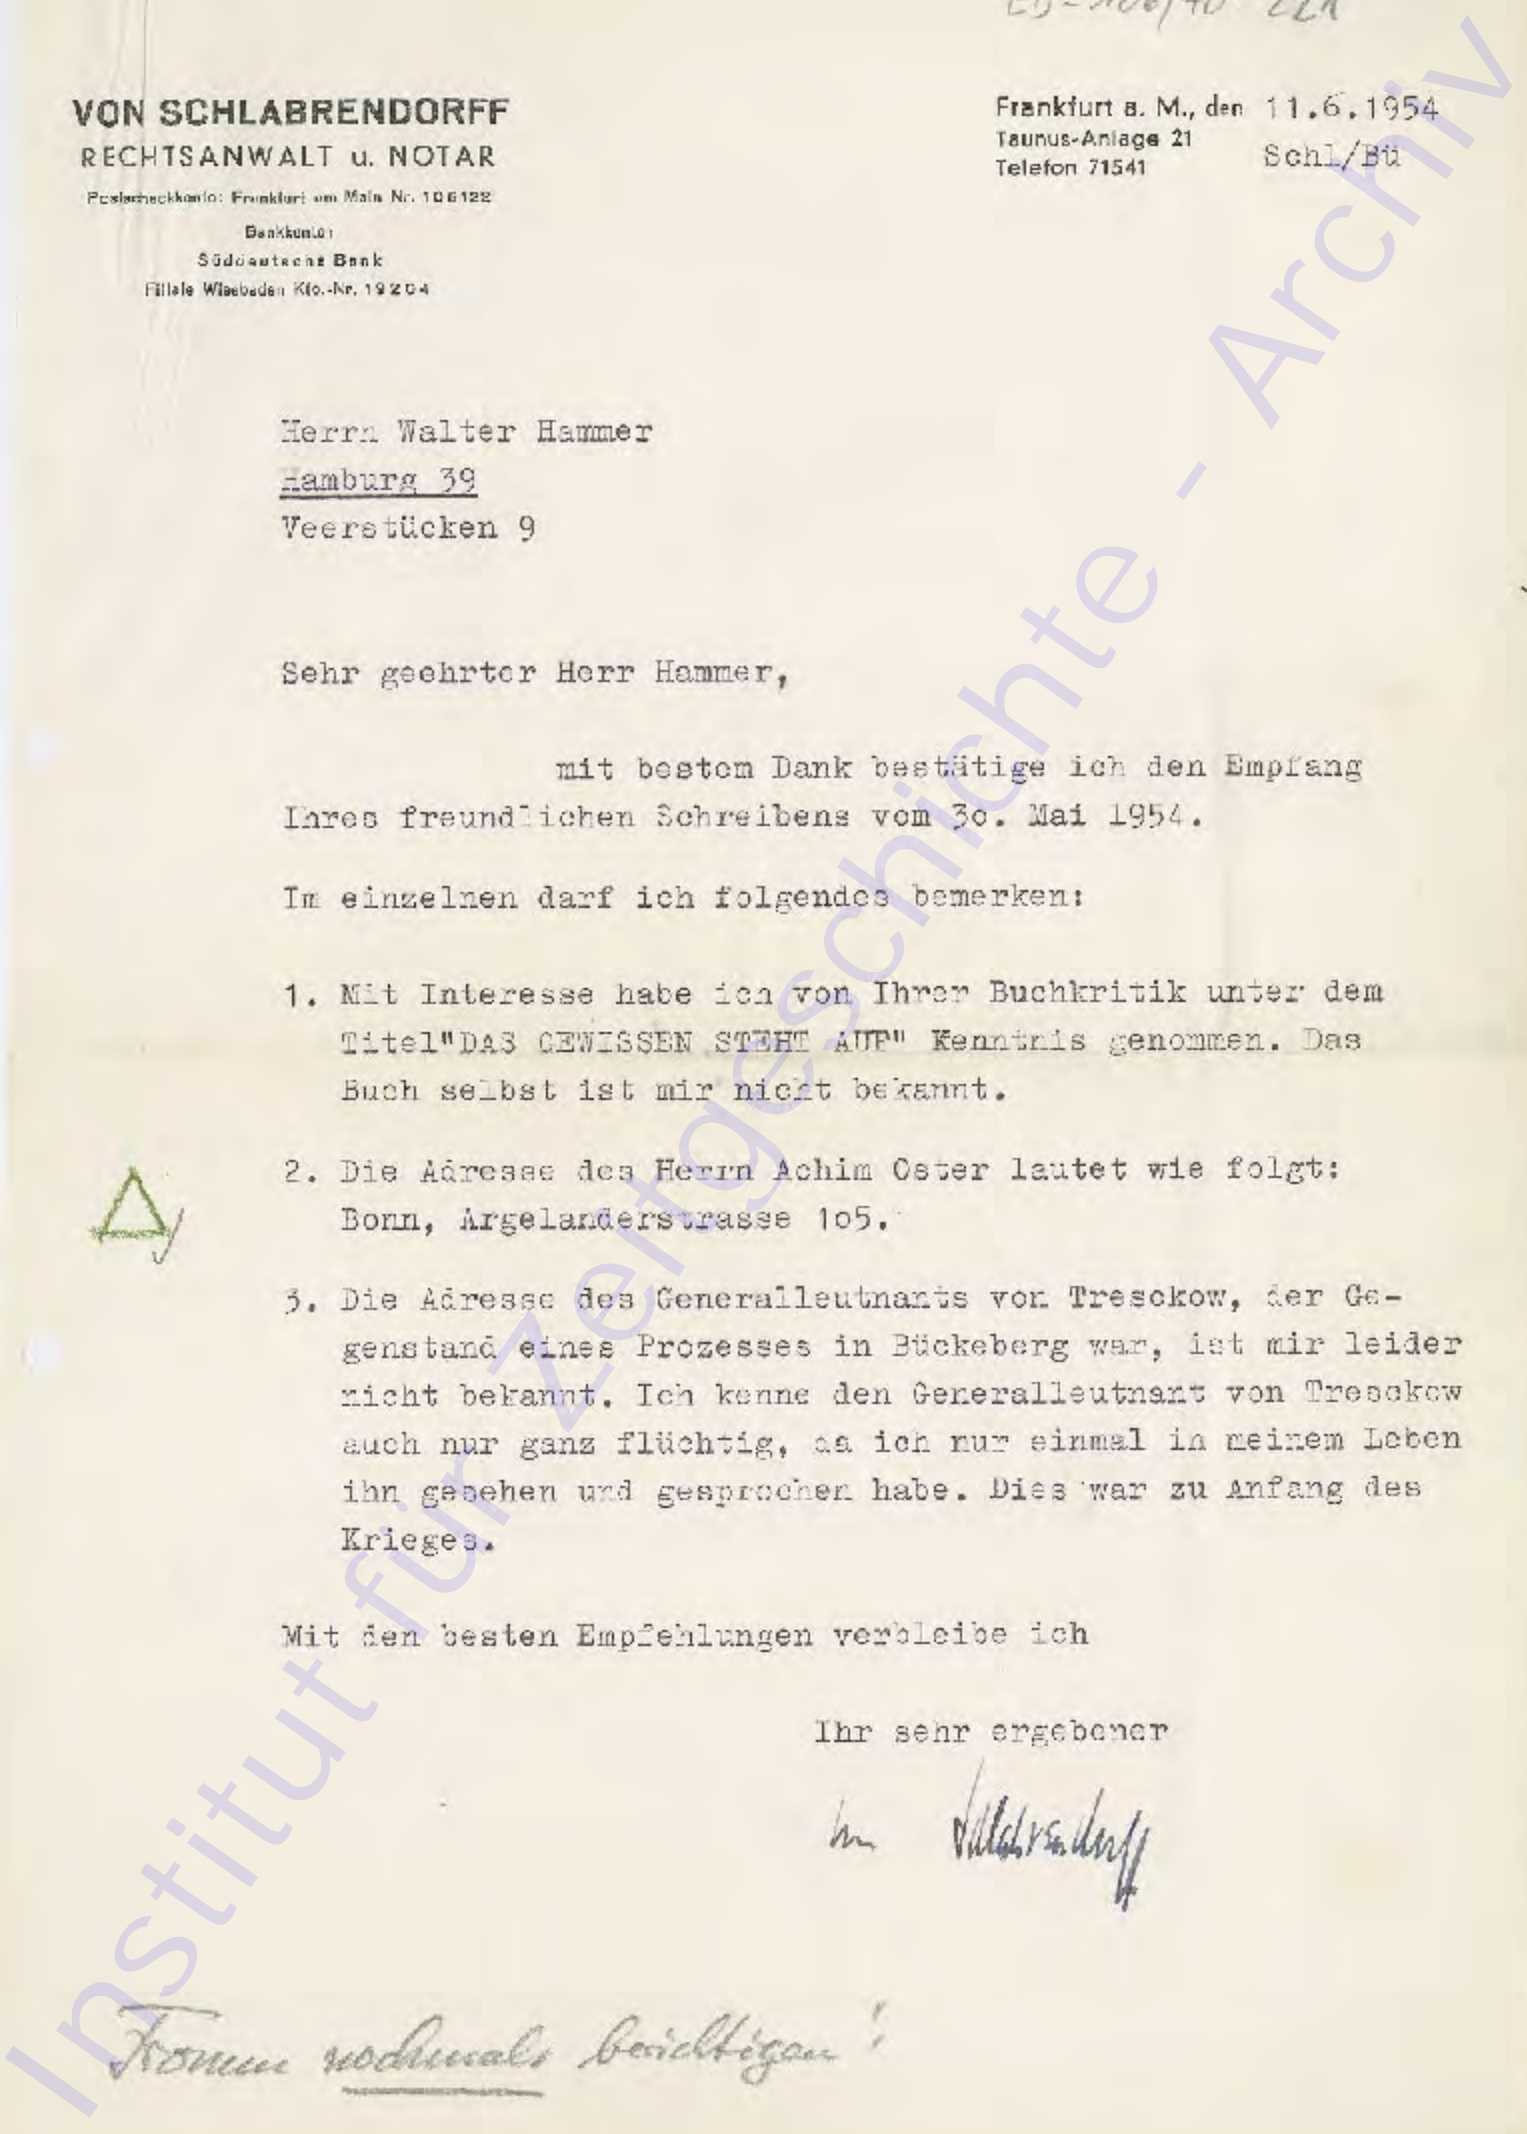 ED-106/40 221
VON SCHLABRENDORFF
RECHTSANWALT u. NOTAR
Postscheckkonto: Frankfurt am Main Nr. 106122
Bankkonto:
Süddeutsche Bank
Filiale Wiesbaden Kto.-Nr. 19204
Frankfurt a. M., den 11.6.1954
Taunus-Anlage 21
Telefon 71541
Schl/Bü
Herrn Walter Hammer
Hamburg 39
Veerstücken 9
Sehr geehrter Herr Hammer,
mit bestem Dank bestätige ich den Empfang
Ihres freundlichen Schreibens vom 3o. Mai 1954.
Im einzelnen darf ich folgendes bemerken:
1. Mit Interesse habe ich von Ihrer Buchkritik unter dem
Titel"DAS GEWISSEN STEHT AUF" Kenntnis genommen. Das
Buch selbst ist mir nicht bekannt.
2. Die Adresse des Herrn Achim Oster lautet wie folgt:
Bonn, Argelanderstrasse 1o5.
3. Die Adresse des Generalleutnants von Tresckow, der Ge-
genstand eines Prozesses in Bückeberg war, ist mir leider
nicht bekannt. Ich kenne den Generalleutnant von Tresckow
auch nur ganz flüchtig, da ich nur einmal in meinem Leben
ihn gesehen und gesprochen habe. Dies war zu Anfang des
Krieges.
Mit den besten Empfehlungen verbleibe ich
Ihr sehr ergebener
Schlabrendorff
Fromm nochmals berichtigen!
Institut für Zeitgeschichte - Archiv